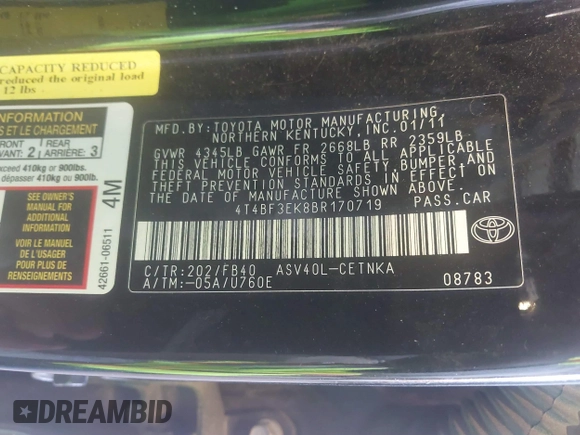 CAPACITY REDUCED
reduced the original load
12 lbs
INFORMATION
ET LE CHARGEMENT
FRONT
AVANT: 2
REAR
ARRIÈRE: 3
exceed 410kg or 900lbs.
dépasser 410kg ou 900lb.
SEE OWNER'S
MANUAL FOR
ADDITIONAL
INFORMATION
VOIR LE MANUEL
DE L'USAGER
POUR PLUS DE
RENSEIGNEMENTS
4M
42661-06511
MFD.BY:TOYOTA MOTOR MANUFACTURING
NORTHERN KENTUCKY,INC.01/11
GVWR 4345LB GAWR FR 2668LB RR 2359LB
THIS VEHICLE CONFORMS TO ALL APPLICABLE
FEDERAL MOTOR VEHICLE SAFETY,BUMPER,AND
THEFT PREVENTION STANDARDS IN EFFECT ON
THE DATE OF MANUFACTURE SHOWN ABOVE.
4T4BF3EK8BR170719 PASS.CAR
C/TR:202/FB40 ASV40L-CETNKA
A/TM:-05A/U760E
08783
TOYOTA
DREAMBID